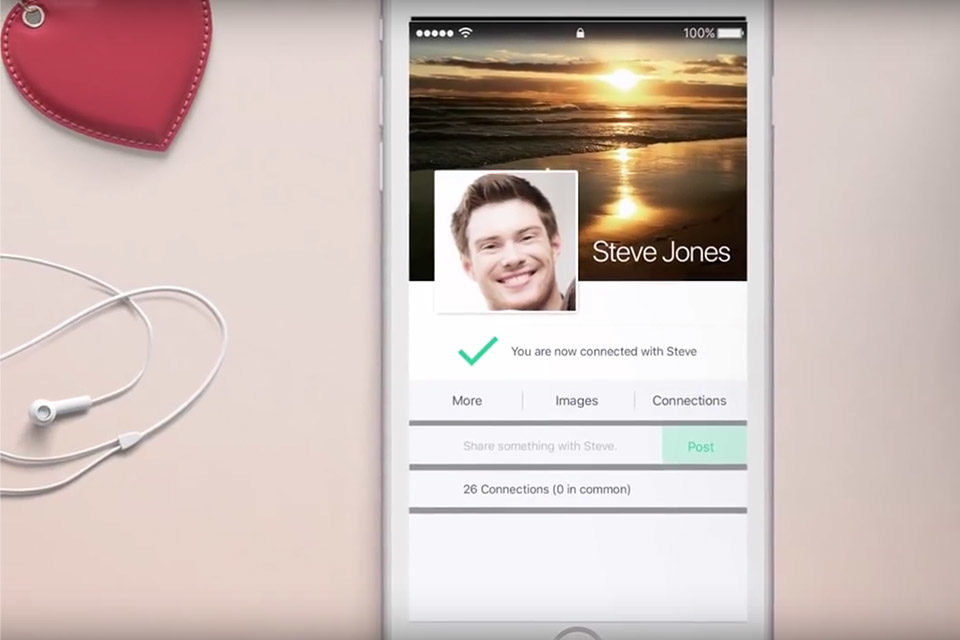 100%
Steve Jones
You are now connected with Steve
More Images Connections
Share something with Steve. Post
26 Connections (0 in common)